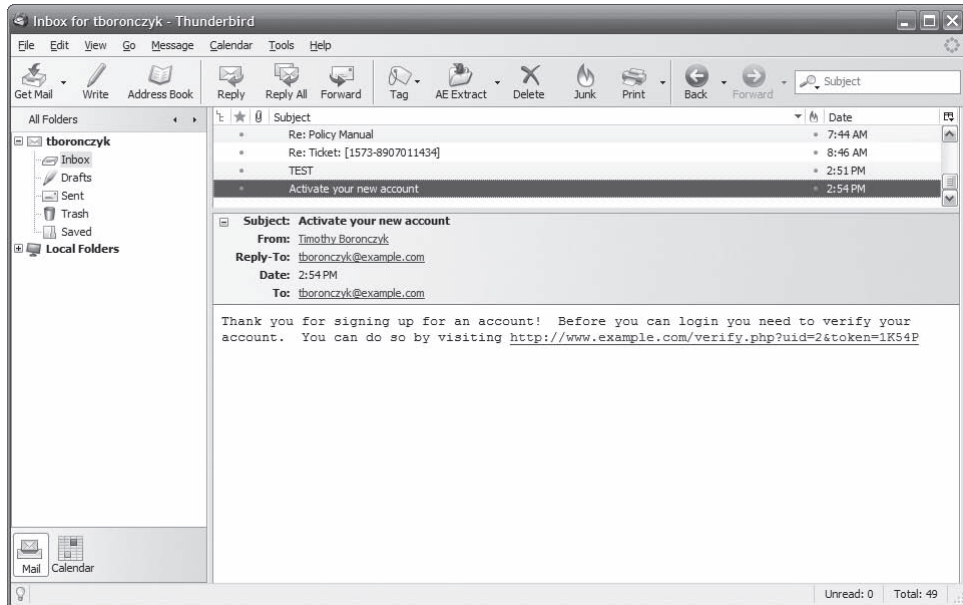 Inbox for tboronczyk - Thunderbird
File Edit View Go Message Calendar Tools Help
Get Mail Write Address Book Reply Reply All Forward Tag AE Extract Delete Junk Print Back Forward Subject
All Folders
Subject Date
tboronczyk
Inbox
Drafts
Sent
Trash
Saved
Local Folders
Re: Policy Manual 7:44 AM
Re: Ticket: [1573-8907011434] 8:46 AM
TEST 2:51 PM
Activate your new account 2:54 PM
Subject: Activate your new account
From: Timothy Boronczyk
Reply-To: tboronczyk@example.com
Date: 2:54 PM
To: tboronczyk@example.com
Thank you for signing up for an account!  Before you can login you need to verify your
account.  You can do so by visiting http://www.example.com/verify.php?uid=2&token=1K54P
Mail Calendar
Unread: 0 Total: 49